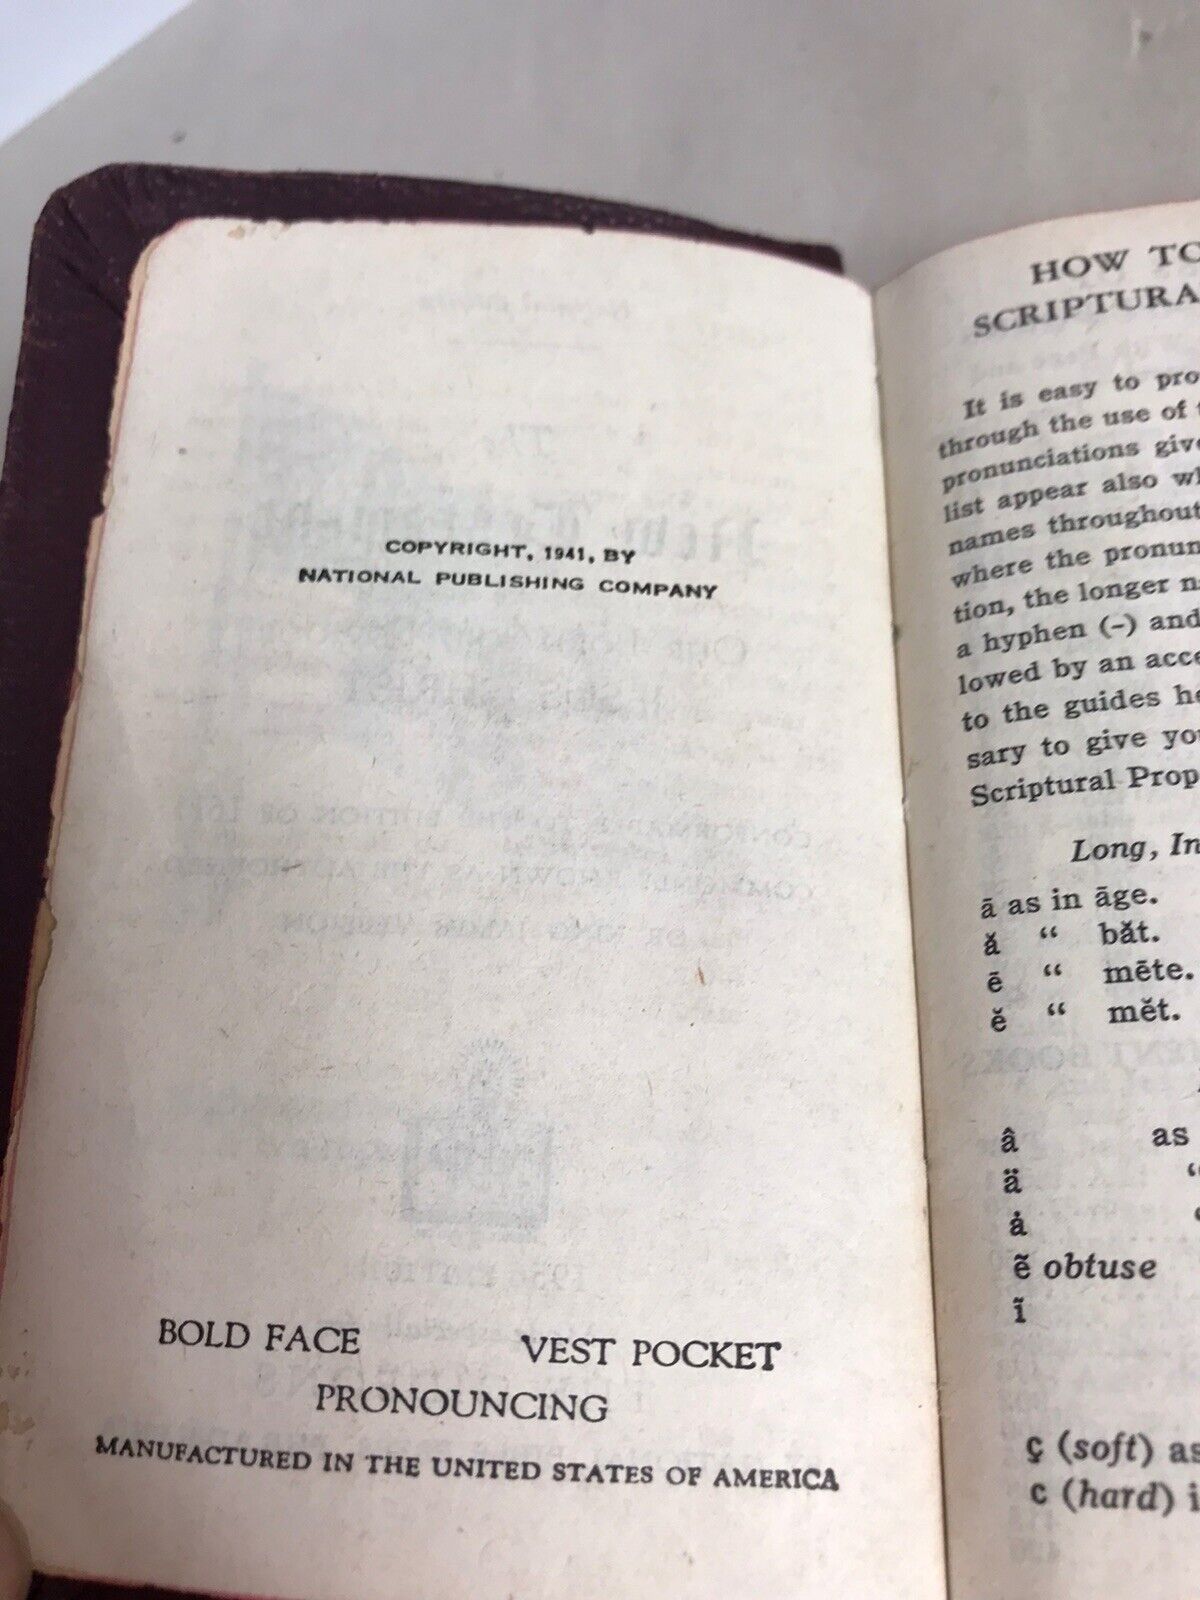 COPYRIGHT, 1941, BY
NATIONAL PUBLISHING COMPANY
BOLD FACE VEST POCKET
PRONOUNCING
MANUFACTURED IN THE UNITED STATES OF AMERICA
HOW TO
SCRIPTURA
It is easy to pro
through the use of
pronunciations give
list appear also wh
names throughout
where the pronun
tion, the longer n
a hyphen (-) and
lowed by an acce
to the guides he
sary to give you
Scriptural Prop
Long, In
ā as in āge.
ă “ băt.
ē “ mēte.
ĕ “ mĕt.
â as
ä “
ȧ
ẽ obtuse
ĩ
ç (soft) as
c (hard) i